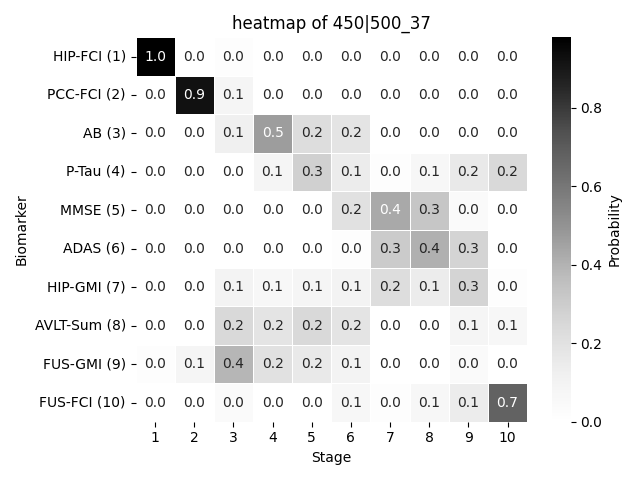 heatmap of 450|500_37
HIP-FCI (1) 1.0 0.0 0.0 0.0 0.0 0.0 0.0 0.0 0.0 0.0
PCC-FCI (2) 0.0 0.9 0.1 0.0 0.0 0.0 0.0 0.0 0.0 0.0
AB (3) 0.0 0.0 0.1 0.5 0.2 0.2 0.0 0.0 0.0 0.0
P-Tau (4) 0.0 0.0 0.0 0.1 0.3 0.1 0.0 0.1 0.2 0.2
MMSE (5) 0.0 0.0 0.0 0.0 0.0 0.2 0.4 0.3 0.0 0.0
ADAS (6) 0.0 0.0 0.0 0.0 0.0 0.0 0.3 0.4 0.3 0.0
HIP-GMI (7) 0.0 0.0 0.1 0.1 0.1 0.1 0.2 0.1 0.3 0.0
AVLT-Sum (8) 0.0 0.0 0.2 0.2 0.2 0.2 0.0 0.0 0.1 0.1
FUS-GMI (9) 0.0 0.1 0.4 0.2 0.2 0.1 0.0 0.0 0.0 0.0
FUS-FCI (10) 0.0 0.0 0.0 0.0 0.0 0.1 0.0 0.1 0.1 0.7
1 2 3 4 5 6 7 8 9 10
Stage
Biomarker
0.8
0.6
0.4
0.2
0.0
Probability